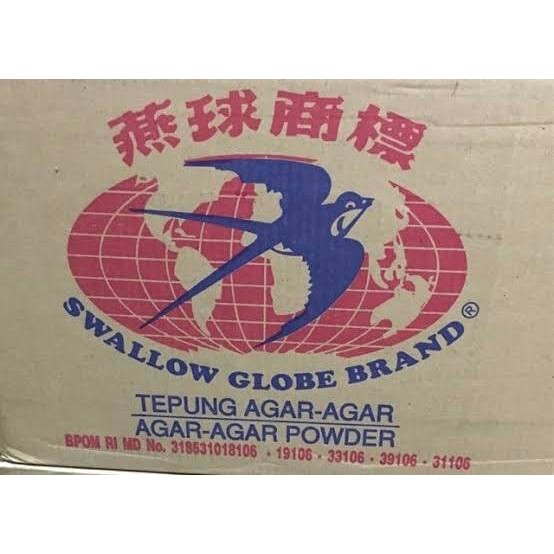 燕球商標
SWALLOW GLOBE BRAND®
TEPUNG AGAR-AGAR
AGAR-AGAR POWDER
BPOM RI MD No. 318531018106 - 19106 - 33106 - 39106 - 31106